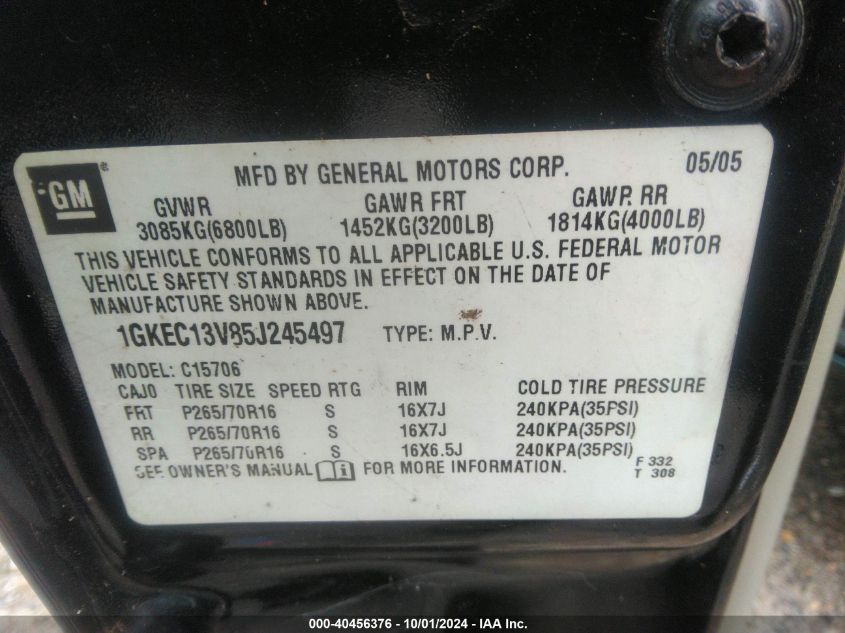 GM
MFD BY GENERAL MOTORS CORP. 05/05
GVWR GAWR FRT GAWR RR
3085KG(6800LB) 1452KG(3200LB) 1814KG(4000LB)
THIS VEHICLE CONFORMS TO ALL APPLICABLE U.S. FEDERAL MOTOR
VEHICLE SAFETY STANDARDS IN EFFECT ON THE DATE OF
MANUFACTURE SHOWN ABOVE.
1GKEC13V85J245497 TYPE: M.P.V.
MODEL: C15706
CAJ0 TIRE SIZE SPEED RTG RIM COLD TIRE PRESSURE
FRT P265/70R16 S 16X7J 240KPA(35PSI)
RR P265/70R16 S 16X7J 240KPA(35PSI)
SPA P265/70R16 S 16X6.5J 240KPA(35PSI)
SEE OWNER'S MANUAL FOR MORE INFORMATION.
F 332
T 308
000-40456376 - 10/01/2024 - IAA Inc.